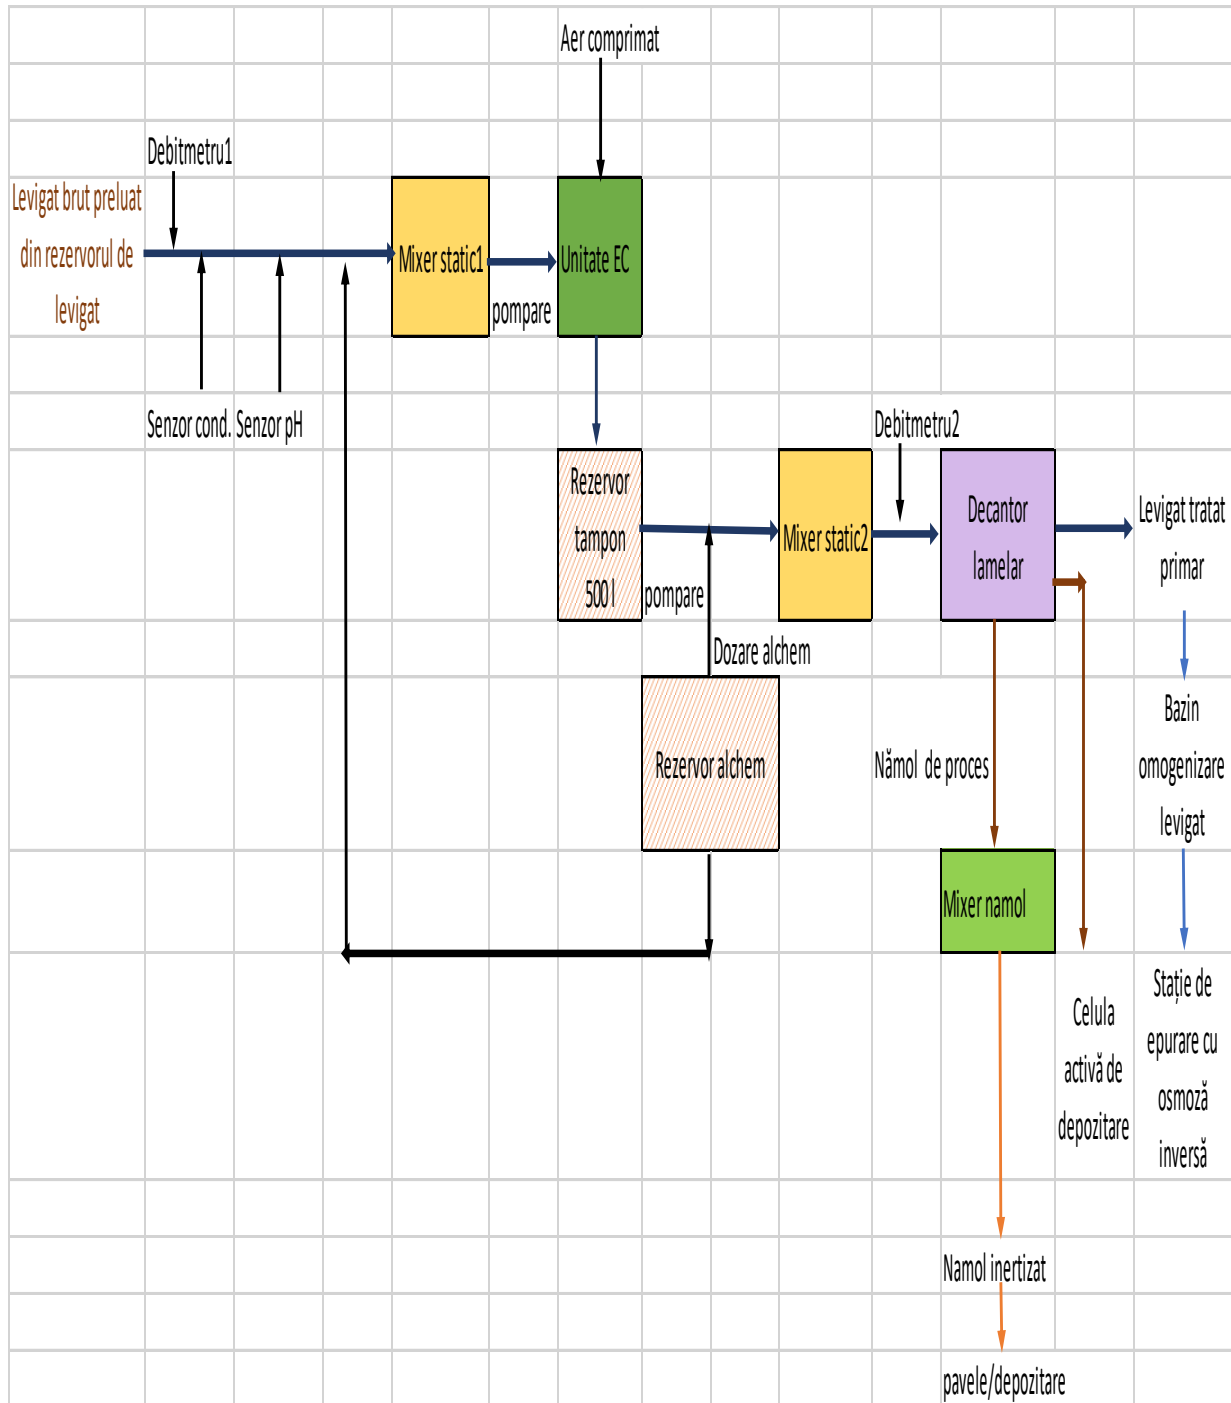 Aer comprimat
Debitmetru1
Levigat brut preluat
din rezervorul de
levigat
Mixer static1
pompare
Unitate EC
Senzor cond.
Senzor pH
Rezervor
tampon
500 l
pompare
Mixer static2
Debitmetru2
Decantor
lamelar
Levigat tratat
primar
Dozare alchem
Rezervor alchem
Nămol de proces
Bazin
omogenizare
levigat
Mixer namol
Celula
activă de
depozitare
Stație de
epurare cu
osmoză
inversă
Namol inertizat
pavele/depozitare